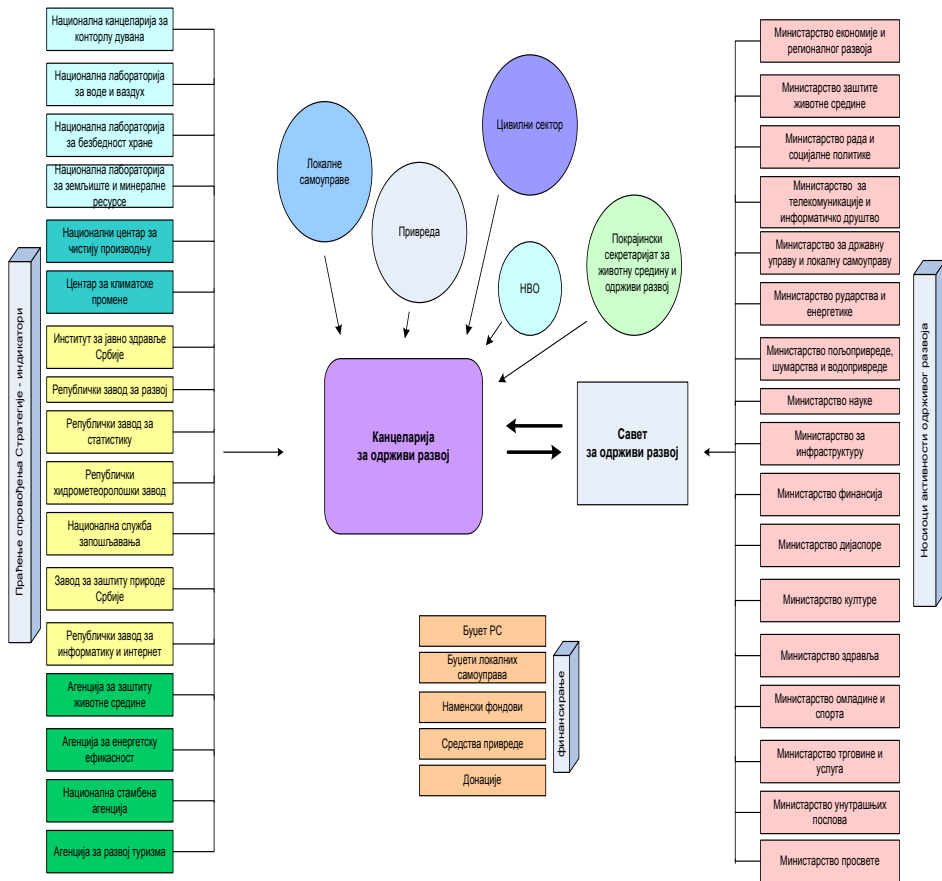 Праћење спровођења Стратегије - индикатори
Национална канцеларија за
конторлу дувана
Национална лабораторија
за воде и ваздух
Национална лабораторија
за безбедност хране
Национална лабораторија
за земљиште и минералне
ресурсе
Национални центар за
чистију производњу
Центар за климатске
промене
Институт за јавно здравље
Србије
Републички завод за развој
Републички завод за
статистику
Републички
хидрометеоролошки завод
Национална служба
запошљавања
Завод за заштиту природе
Србије
Републички завод за
информатику и интернет
Агенција за заштиту
животне средине
Агенција за енергетску
ефикасност
Национална стамбена
агенција
Агенција за развој туризма
Локалне
самоуправе
Привреда
Цивилни сектор
НВО
Покрајински
секретаријат за
животну средину и
одрживи развој
Канцеларија
за одрживи развој
Савет
за одрживи развој
Буџет РС
Буџети локалних
самоуправа
Наменски фондови
Средства привреде
Донације
финансирање
Министарство економије и
регионалног развоја
Министарство заштите
животне средине
Министарство рада и
социјалне политике
Министарство за
телекомуникације и
информатичко друштво
Министарство за државну
управу и локалну самоуправу
Министарство рударства и
енергетике
Министарство пољопривреде,
шумарства и водопривреде
Министарство науке
Министарство за
инфраструктуру
Министарство финансија
Министарство дијаспоре
Министарство културе
Министарство здравља
Министарство омладине и
спорта
Министарство трговине и
услуга
Министарство унутрашњих
послова
Министарство просвете
Носиоци активности одрживог развоја